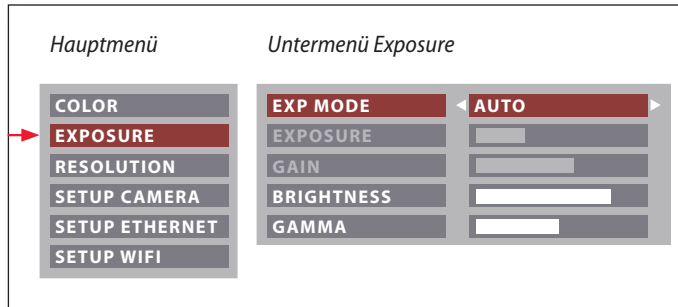 Hauptmenü
COLOR
EXPOSURE
RESOLUTION
SETUP CAMERA
SETUP ETHERNET
SETUP WIFI
Untermenü Exposure
EXP MODE AUTO
EXPOSURE
GAIN
BRIGHTNESS
GAMMA